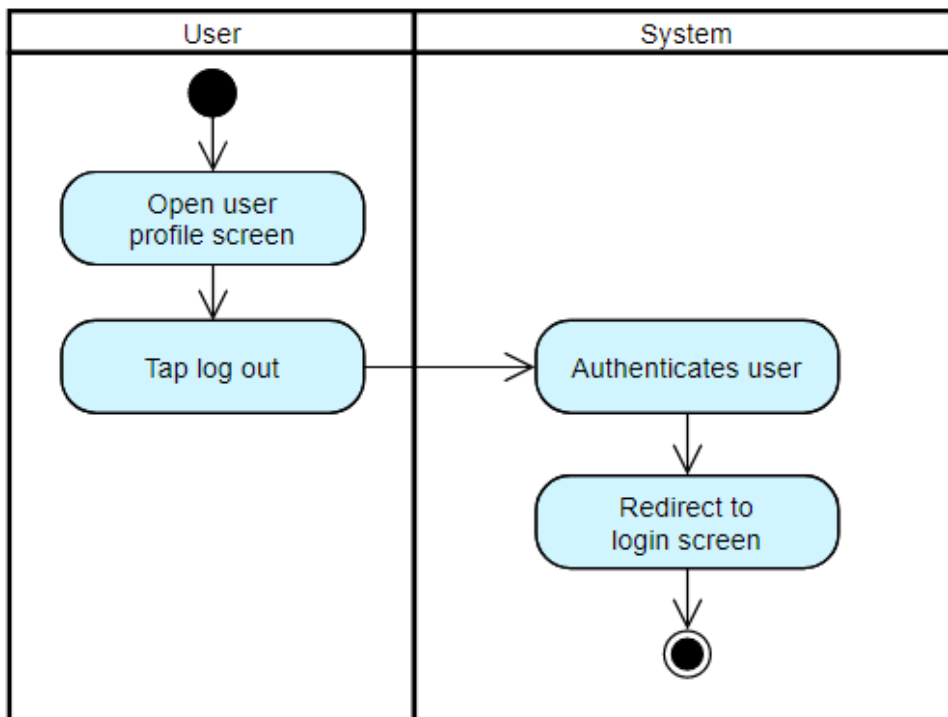 User
System
Open user
profile screen
Tap log out
Authenticates user
Redirect to
login screen